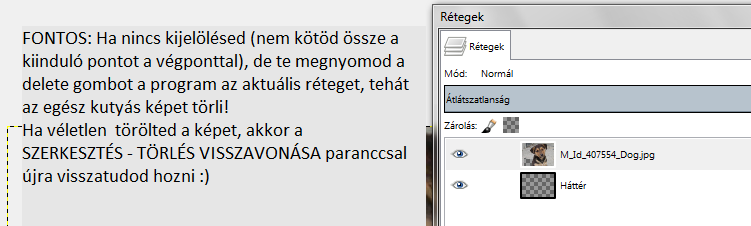 FONTOS: Ha nincs kijelölésed (nem kötöd össze a
kiinduló pontot a végponttal), de te megnyomod a
delete gombot a program az aktuális réteget, tehát
az egész kutyás képet törli!
Ha véletlen törölted a képet, akkor a
SZERKESZTÉS - TÖRLÉS VISSZAVONÁSA paranccsal
újra visszatudod hozni :)
Rétegek
Rétegek
Mód: Normál
Átlátszatlanság
Zárolás:
M_Id_407554_Dog.jpg
Háttér